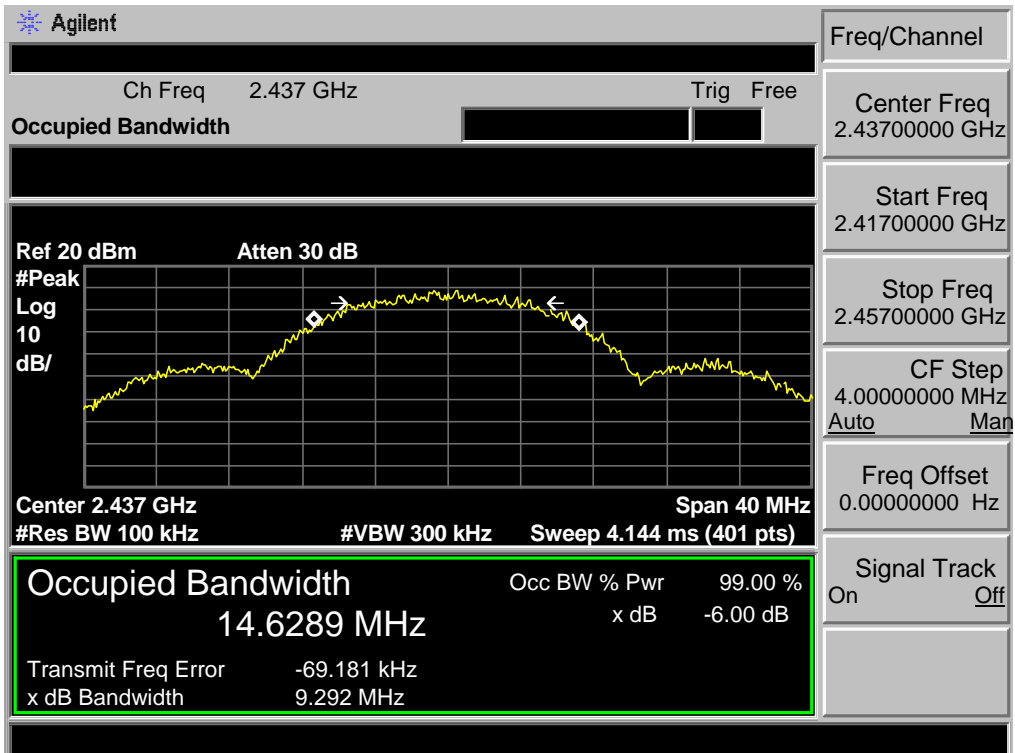 Agilent
Ch Freq 2.437 GHz Trig Free
Occupied Bandwidth
Ref 20 dBm Atten 30 dB
#Peak
Log
10
dB/
Center 2.437 GHz Span 40 MHz
#Res BW 100 kHz #VBW 300 kHz Sweep 4.144 ms (401 pts)
Occupied Bandwidth
14.6289 MHz
Occ BW % Pwr 99.00 %
x dB -6.00 dB
Transmit Freq Error -69.181 kHz
x dB Bandwidth 9.292 MHz
Freq/Channel
Center Freq
2.43700000 GHz
Start Freq
2.41700000 GHz
Stop Freq
2.45700000 GHz
CF Step
4.00000000 MHz
Auto Man
Freq Offset
0.00000000 Hz
Signal Track
On Off